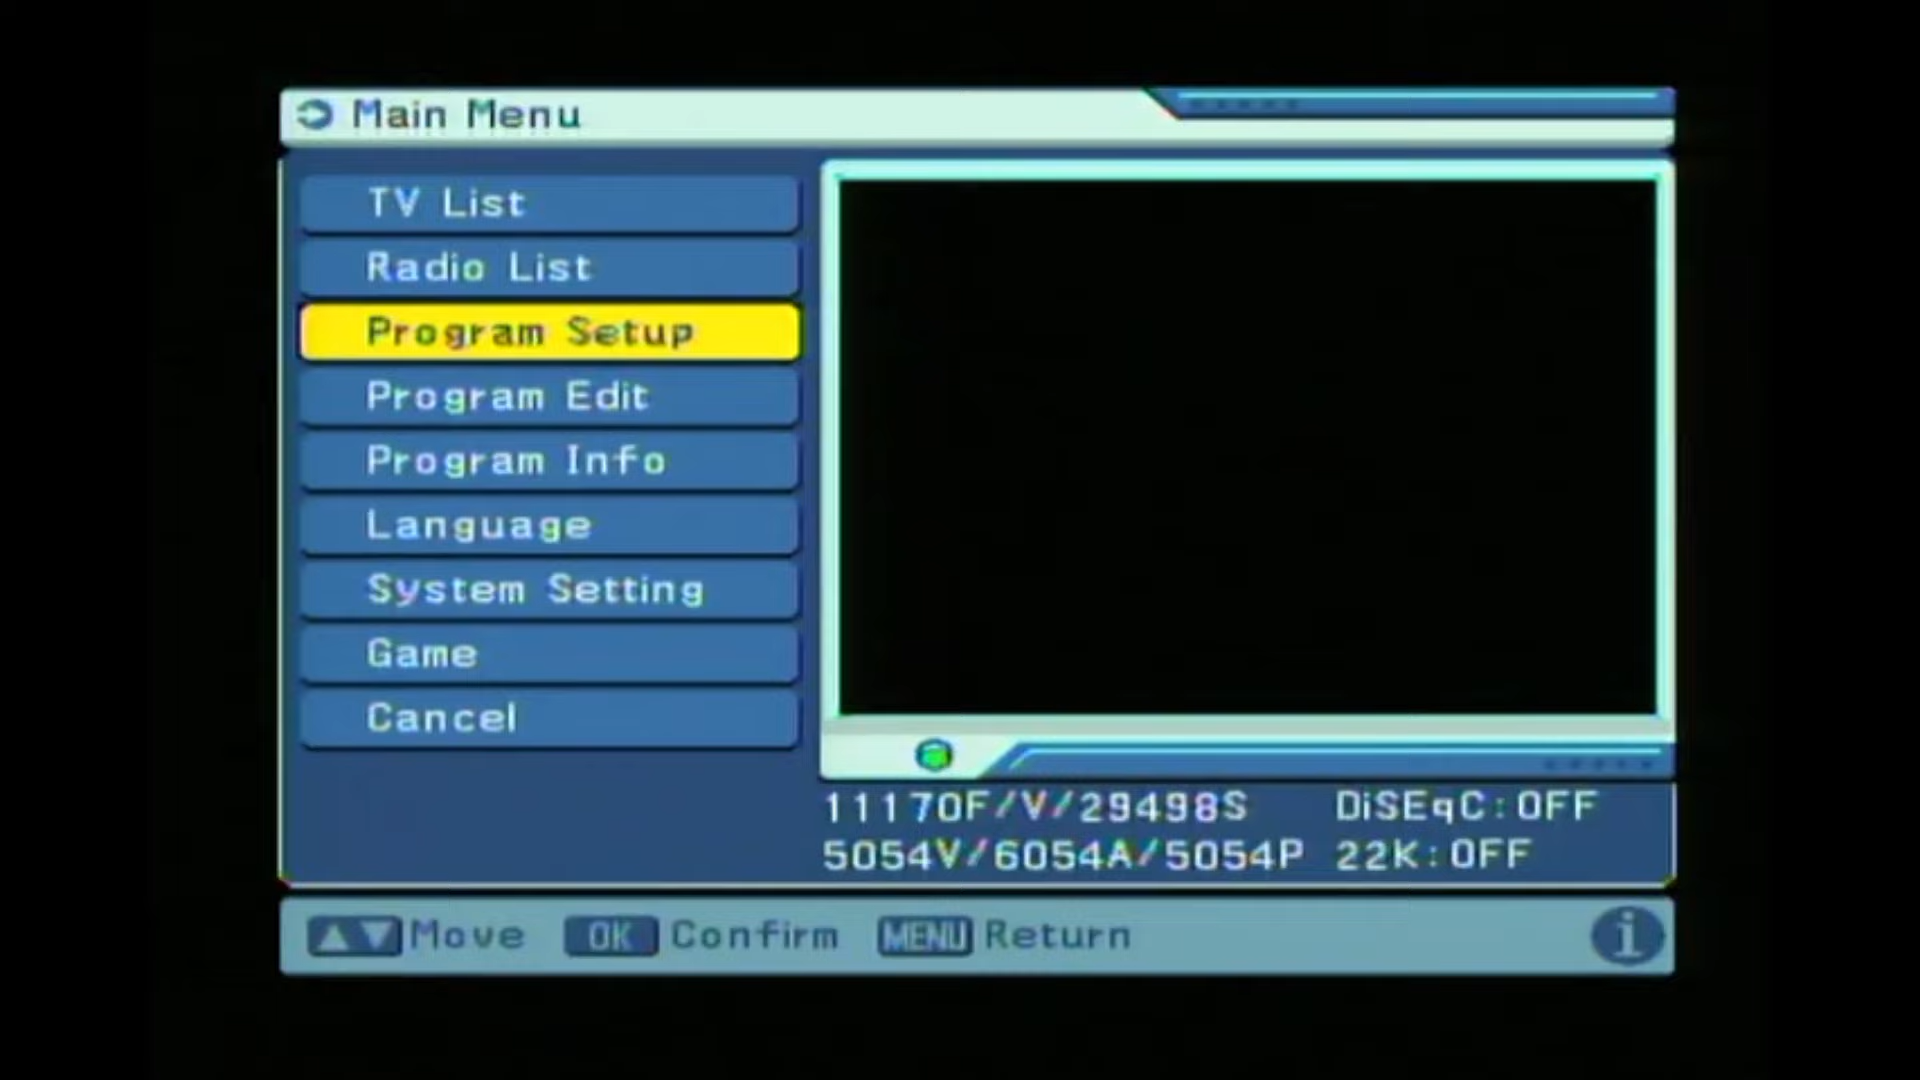 Main Menu
TV List
Radio List
Program Setup
Program Edit
Program Info
Language
System Setting
Game
Cancel
11170F/V/29498S DiSEqC:OFF
5054V/6054A/5054P 22K:OFF
▲▼ Move OK Confirm MENU Return i